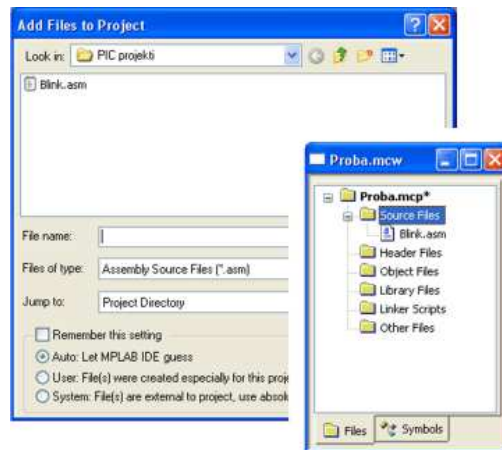 Add Files to Project
Look in: PIC projekti
Blink.asm
File name:
Files of type: Assembly Source Files (*.asm)
Jump to: Project Directory
Remember this setting
Auto: Let MPLAB IDE guess
User: File(s) were created especially for this
System: File(s) are external to project, use
Proba.mcw
Proba.mcp*
Source Files
Blink.asm
Header Files
Object Files
Library Files
Linker Scripts
Other Files
Files Symbols